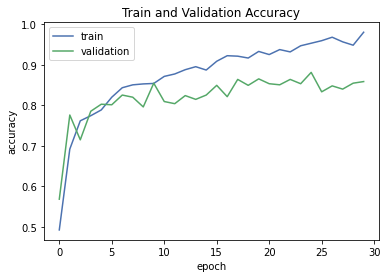 Train and Validation Accuracy
train
validation
1.0
0.9
0.8
0.7
0.6
0.5
accuracy
0 5 10 15 20 25 30
epoch